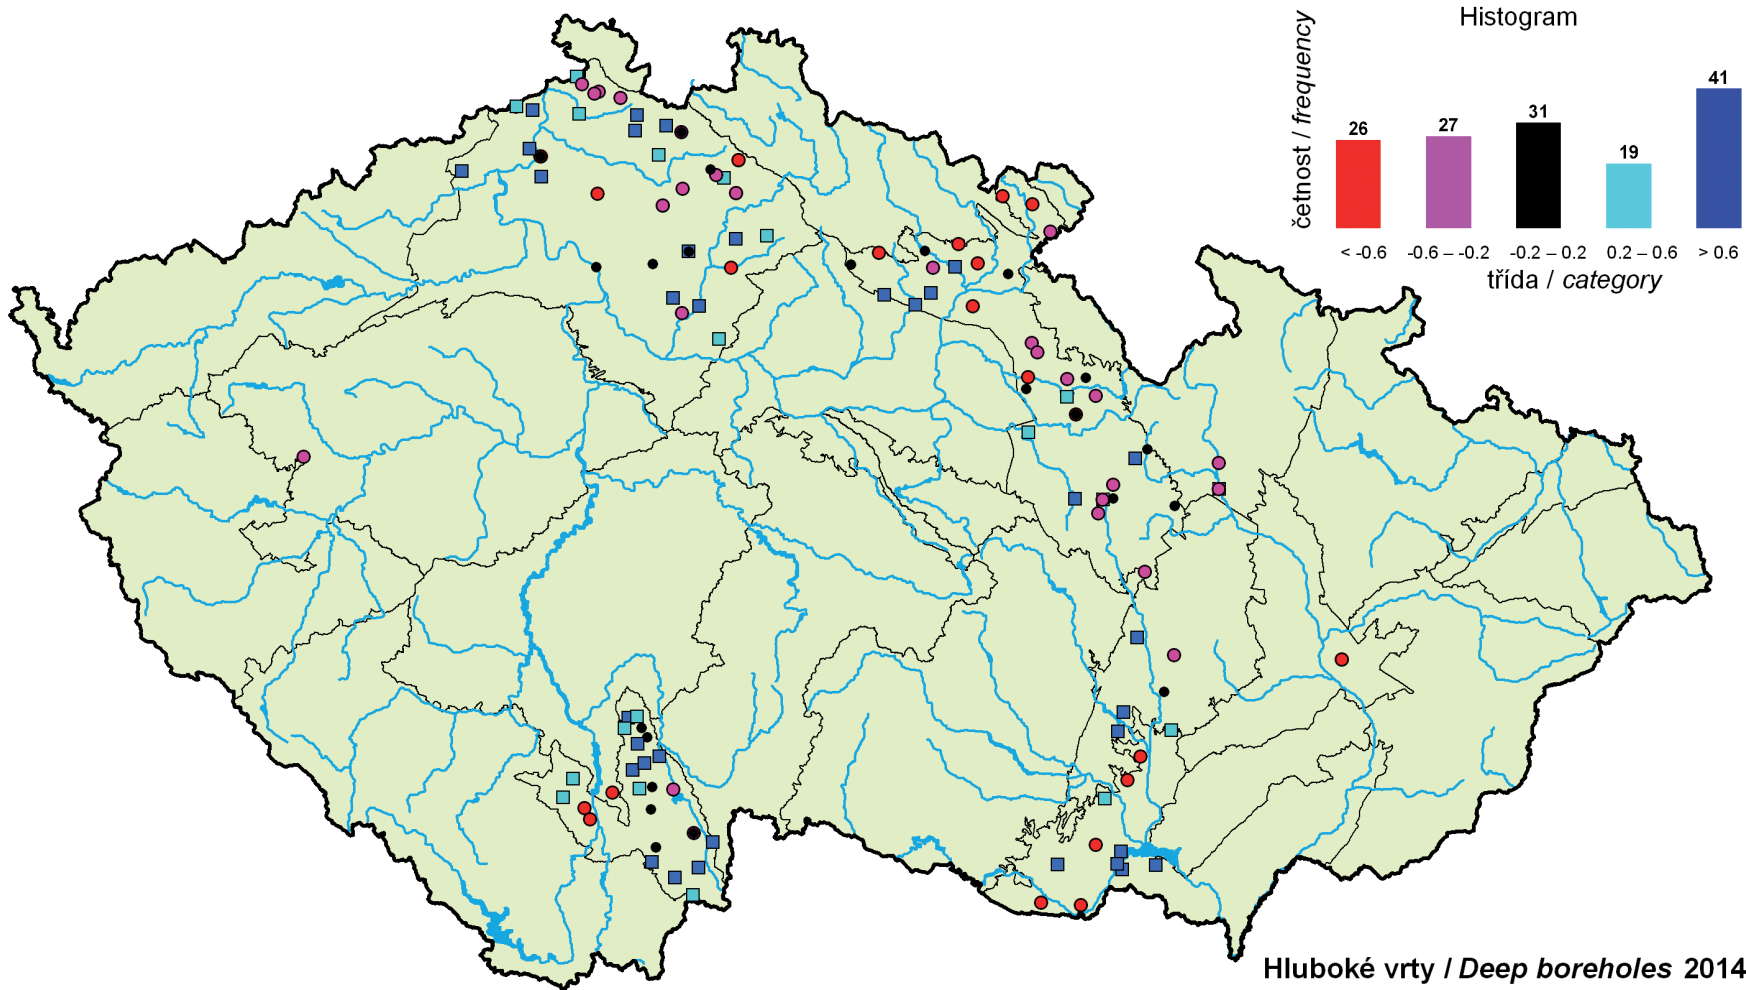 Histogram
četnost / frequency
26
27
31
19
41
< -0.6
-0.6 – -0.2
-0.2 – 0.2
0.2 – 0.6
> 0.6
třída / category
Hluboké vrty / Deep boreholes 2014